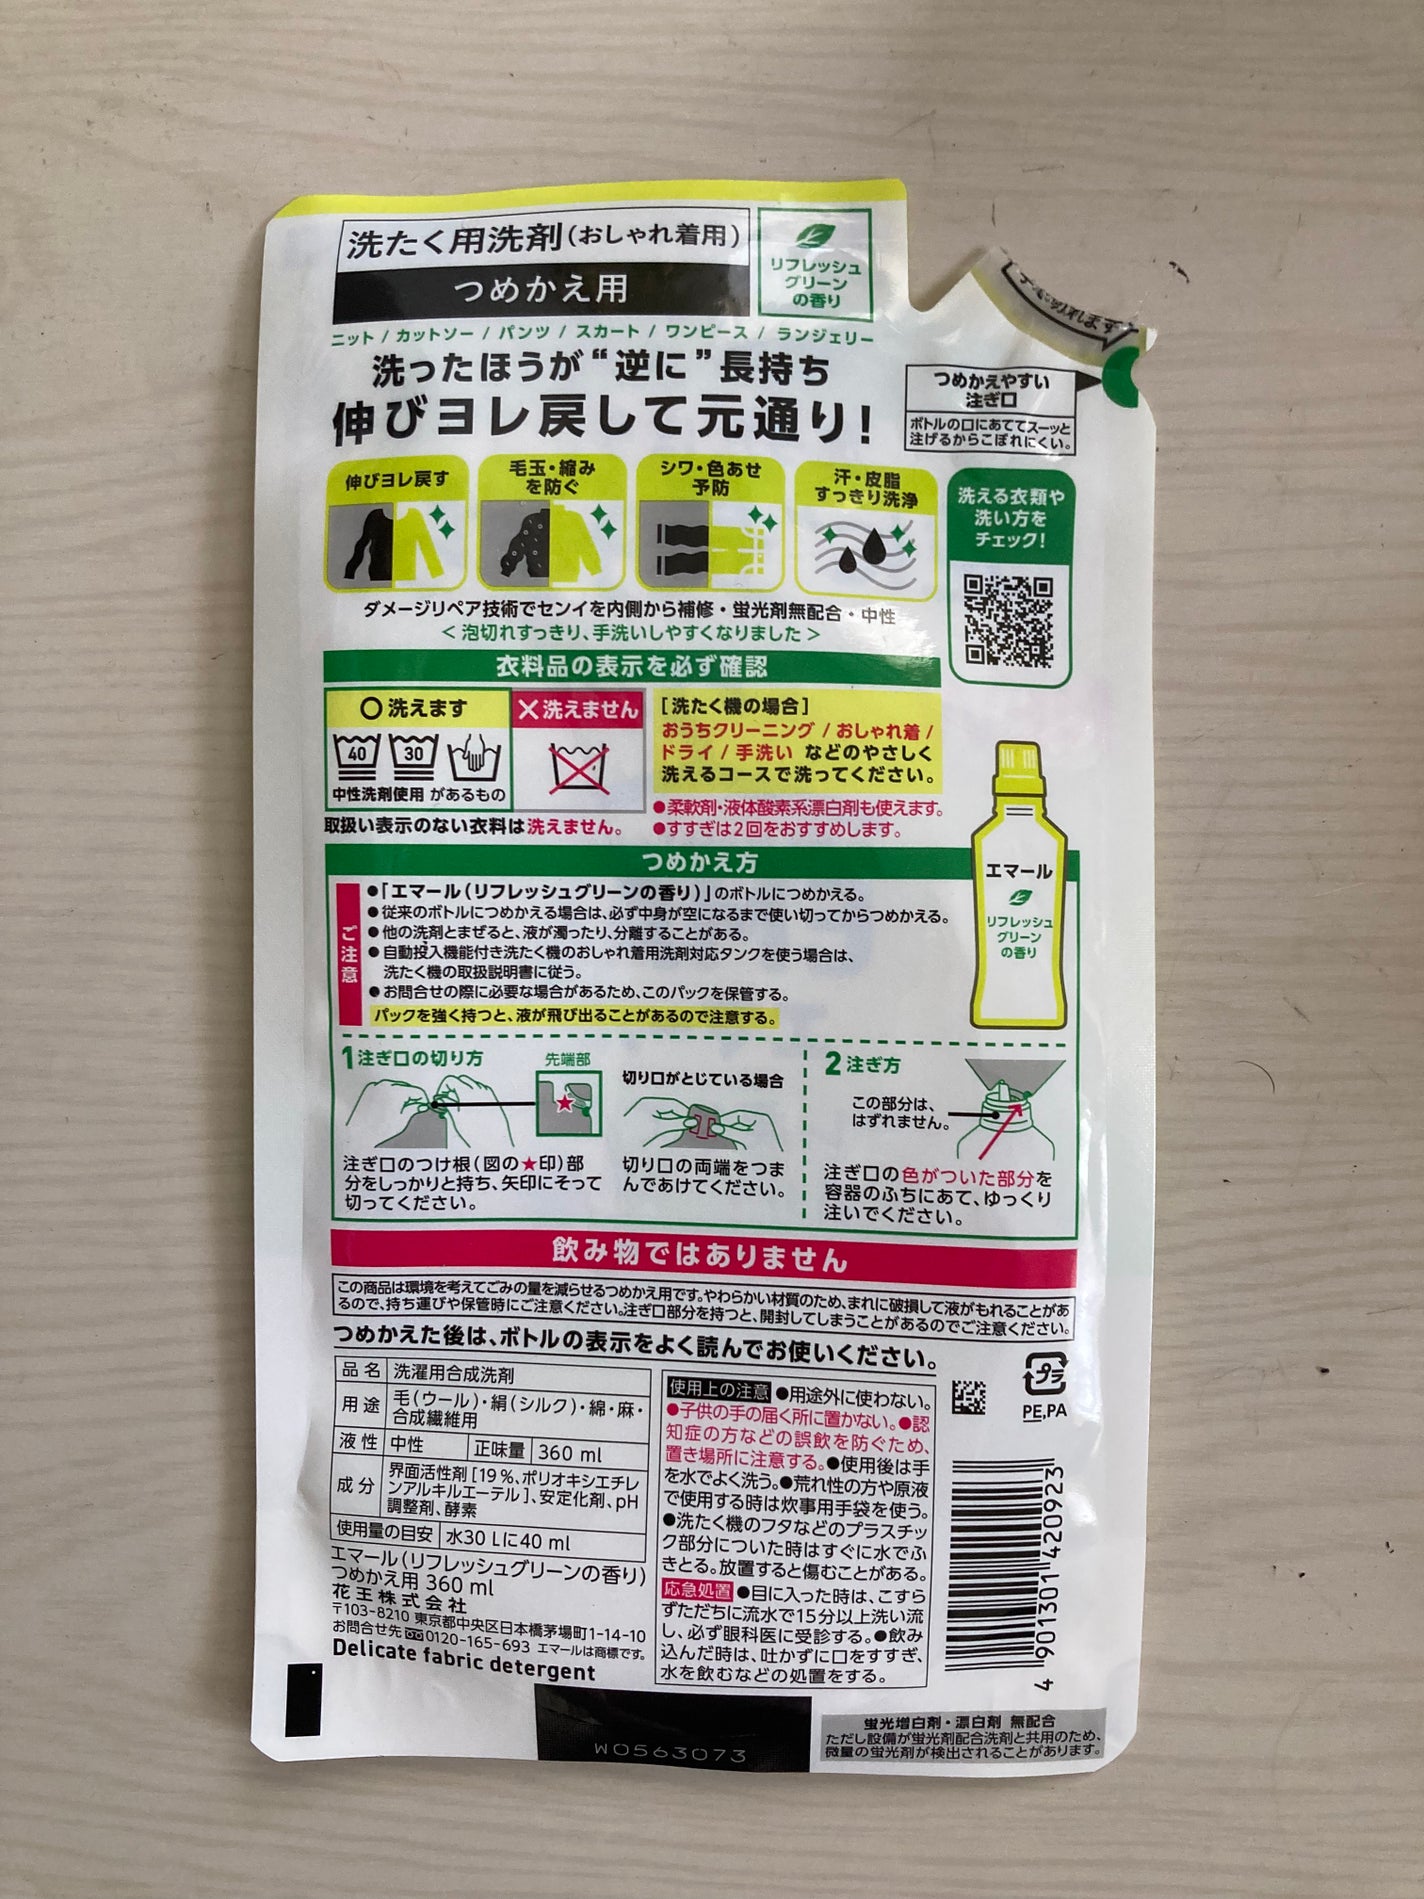 洗たく用洗剤(おしゃれ着用)
つめかえ用
リフレッシュ
グリーン
の香り
ニット / カットソー / パンツ / スカート / ワンピース / ランジェリー
洗ったほうが“逆に”長持ち
伸びヨレ戻して元通り!
つめかえやすい
注ぎ口
ボトルの口にあててスーッと
注げるからこぼれにくい。
伸びヨレ戻す
毛玉・縮み
を防ぐ
シワ・色あせ
予防
汗・皮脂
すっきり洗浄
洗える衣類や
洗い方を
チェック!
ダメージリペア技術でセンイを内側から補修・蛍光剤無配合・中性
<泡切れすっきり、手洗いしやすくなりました>
衣料品の表示を必ず確認
○洗えます
×洗えません
40
30
中性洗剤使用 があるもの
取扱い表示のない衣料は洗えません。
[洗たく機の場合]
おうちクリーニング / おしゃれ着 /
ドライ / 手洗い などのやさしく
洗えるコースで洗ってください。
●柔軟剤・液体酸素系漂白剤も使えます。
●すすぎは2回をおすすめします。
つめかえ方
ご注意
●「エマール(リフレッシュグリーンの香り)」のボトルにつめかえる。
●従来のボトルにつめかえる場合は、必ず中身が空になるまで使い切ってからつめかえる。
●他の洗剤とまぜると、液が濁ったり、分離することがある。
●自動投入機能付き洗たく機のおしゃれ着用洗剤対応タンクを使う場合は、
洗たく機の取扱説明書に従う。
●お問合せの際に必要な場合があるため、このパックを保管する。
パックを強く持つと、液が飛び出ることがあるので注意する。
エマール
リフレッシュ
グリーン
の香り
1 注ぎ口の切り方
先端部
注ぎ口のつけ根(図の★印)部
分をしっかりと持ち、矢印にそって
切ってください。
切り口がとじている場合
切り口の両端をつま
んであけてください。
2 注ぎ方
この部分は、
はずれません。
注ぎ口の色がついた部分を
容器のふちにあて、ゆっくり
注いでください。
飲み物ではありません
この商品は環境を考えてごみの量を減らせるつめかえ用です。やわらかい材質のため、まれに破損して液がもれることがあ
るので、持ち運びや保管時にご注意ください。注ぎ口部分を持つと、開封してしまうことがあるのでご注意ください。
つめかえた後は、ボトルの表示をよく読んでお使いください。
品名 洗濯用合成洗剤
用途 毛(ウール)・絹(シルク)・綿・麻・
合成繊維用
液性 中性 正味量 360 ml
成分 界面活性剤[19%、ポリオキシエチレ
ンアルキルエーテル]、安定化剤、pH
調整剤、酵素
使用量の目安 水30 Lに40 ml
エマール(リフレッシュグリーンの香り)
つめかえ用 360 ml
花王株式会社
〒103-8210 東京都中央区日本橋茅場町1-14-10
お問合せ先 0120-165-693 エマールは商標です。
Delicate fabric detergent
使用上の注意 ●用途外に使わない。
●子供の手の届く所に置かない。●認
知症の方などの誤飲を防ぐため、
置き場所に注意する。●使用後は手
を水でよく洗う。●荒れ性の方や原液
で使用する時は炊事用手袋を使う。
●洗たく機のフタなどのプラスチッ
ク部分についた時はすぐに水でふ
きとる。放置すると傷むことがある。
応急処置 ●目に入った時は、こすら
ずただちに流水で15分以上洗い流
し、必ず眼科医に受診する。●飲み
込んだ時は、吐かずに口をすすぎ、
水を飲むなどの処置をする。
プラ
PE,PA
4 901301 420923
W0563073
蛍光増白剤・漂白剤 無配合
ただし設備が蛍光剤配合洗剤と共用のため、
微量の蛍光剤が検出されることがあります。